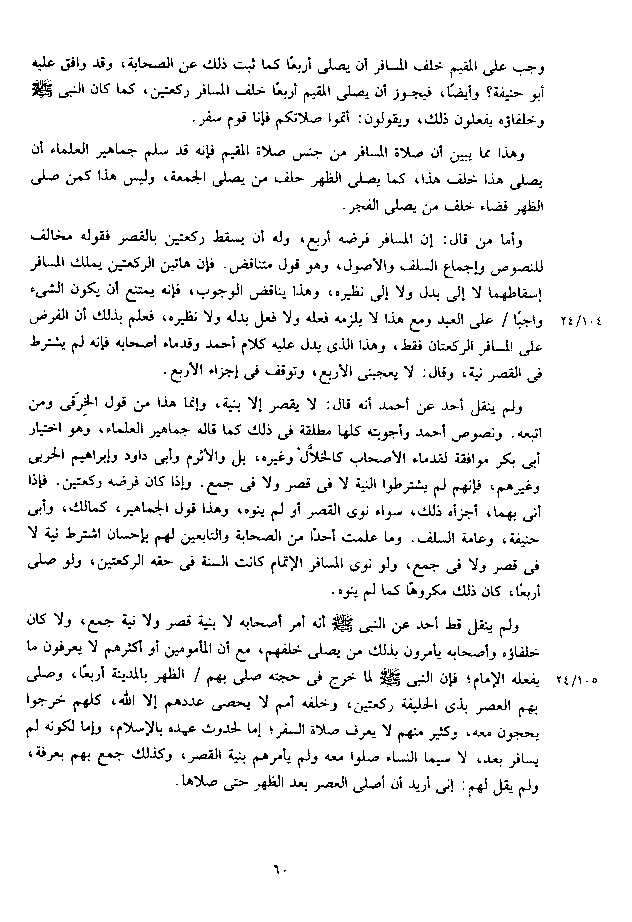 وجب على المقيم خلف المسافر أن يصلى أربعًا كما ثبت ذلك عن الصحابة، وقد وافق عليه
أبو حنيفة؟ وأيضًا، فيجوز أن يصلى المقيم أربعًا خلف المسافر ركعتين، كما كان النبى ﷺ
وخلفاؤه يفعلون ذلك، ويقولون: أتموا صلاتكم فإنا قوم سفر.
وهذا مما يبين أن صلاة المسافر من جنس صلاة المقيم فإنه قد سلم جماهير العلماء أن
يصلى هذا خلف هذا، كما يصلى الظهر خلف من يصلى الجمعة، وليس هذا كمن صلى
الظهر قضاء خلف من يصلى الفجر.
وأما من قال: إن المسافر فرضه أربع، وله أن يسقط ركعتين بالقصر فقوله مخالف
للنصوص وإجماع السلف والأصول، وهو قول متناقض. فإن هاتين الركعتين يملك المسافر
إسقاطهما لا إلى بدل ولا إلى نظيره، وهذا يناقض الوجوب، فإنه يمتنع أن يكون الشىء
٢٤/١٠٤ واجبًا / على العبد ومع هذا لا يلزمه فعله ولا فعل بدله ولا نظيره، فعلم بذلك أن الفرض
على المسافر الركعتان فقط، وهذا الذى يدل عليه كلام أحمد وقدماء أصحابه فإنه لم يشترط
فى القصر نية، وقال: لا يعجبنى الأربع، وتوقف فى إجزاء الأربع.
ولم ينقل أحد عن أحمد أنه قال: لا يقصر إلا بنية، وإنما هذا من قول الخِرقى ومن
اتبعه. ونصوص أحمد وأجوبته كلها مطلقة فى ذلك كما قاله جماهير العلماء، وهو اختيار
أبى بكر موافقة لقدماء الأصحاب كالخلاَّل وغيره، بل والأثرم وأبى داود وإبراهيم الحربى
وغيرهم، فإنهم لم يشترطوا النية لا فى قصر ولا فى جمع. وإذا كان فرضه ركعتين. فإذا
أتى بهما، أجزأه ذلك، سواء نوى القصر أو لم ينوه، وهذا قول الجماهير، كمالك، وأبى
حنيفة، وعامة السلف. وما علمت أحدًا من الصحابة والتابعين لهم بإحسان اشترط نية لا
فى قصر ولا فى جمع، ولو نوى المسافر الإتمام كانت السنة فى حقه الركعتين، ولو صلى
أربعًا، كان ذلك مكروهًا كما لم ينوه.
ولم ينقل قط أحد عن النبى ﷺ أنه أمر أصحابه لا بنية قصر ولا نية جمع، ولا كان
خلفاؤه وأصحابه يأمرون بذلك من يصلى خلفهم، مع أن المأمومين أو أكثرهم لا يعرفون ما
٢٤/١٠٥ يفعله الإمام؛ فإن النبى ﷺ لما خرج فى حجته صلى بهم / الظهر بالمدينة أربعًا، وصلى
بهم العصر بذى الحليفة ركعتين، وخلفه أمم لا يحصى عددهم إلا الله، كلهم خرجوا
يحجون معه، وكثير منهم لا يعرف صلاة السفر؛ إما لحدوث عهده بالإسلام، وإما لكونه لم
يسافر بعد، لا سيما النساء صلوا معه ولم يأمرهم بنية القصر، وكذلك جمع بهم بعرفة،
ولم يقل لهم: إنى أريد أن أصلى العصر بعد الظهر حتى صلاها.
٦٠